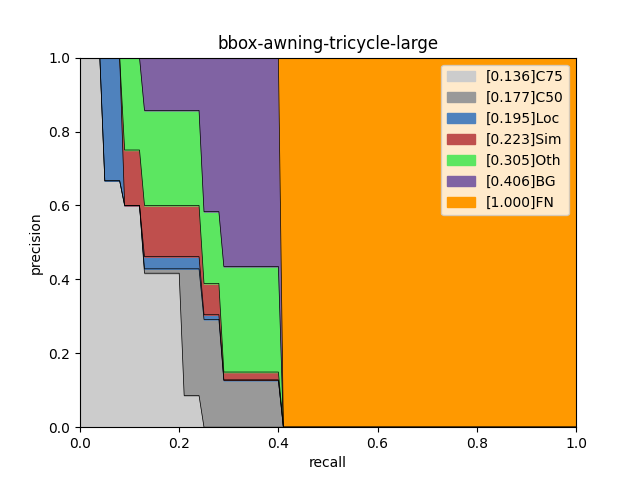 bbox-awning-tricycle-large
1.0
0.8
0.6
0.4
0.2
0.0
precision
0.0 0.2 0.4 0.6 0.8 1.0
recall
[0.136]C75
[0.177]C50
[0.195]Loc
[0.223]Sim
[0.305]Oth
[0.406]BG
[1.000]FN